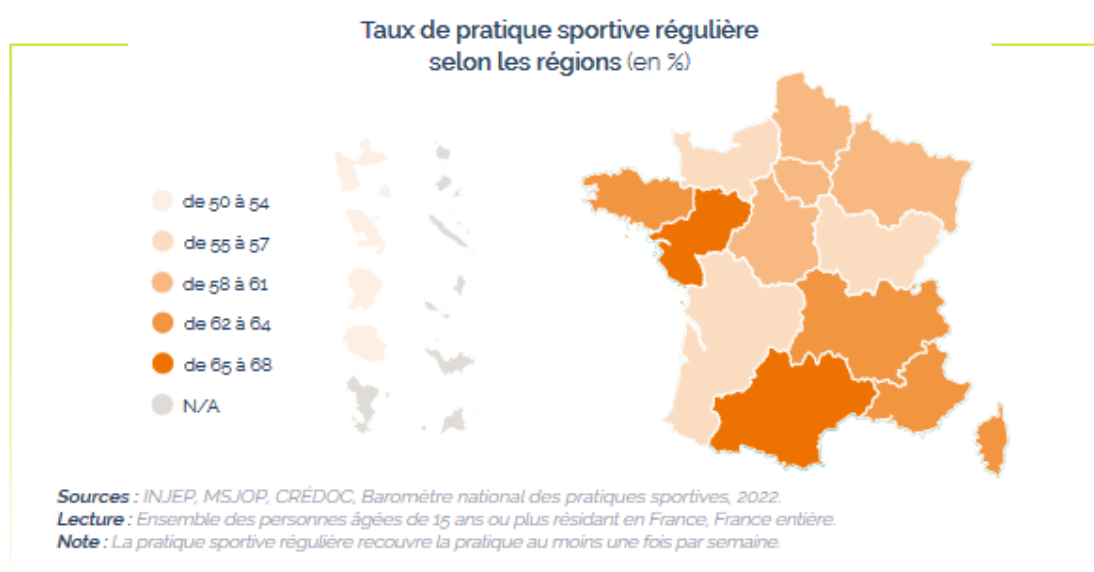 Taux de pratique sportive régulière
selon les régions (en %)
de 50 à 54
de 55 à 57
de 58 à 61
de 62 à 64
de 65 à 68
N/A
Sources : INJEP, MSJOP, CRÉDOC, Baromètre national des pratiques sportives, 2022.
Lecture : Ensemble des personnes âgées de 15 ans ou plus résidant en France, France entière.
Note : La pratique sportive régulière recouvre la pratique au moins une fois par semaine.